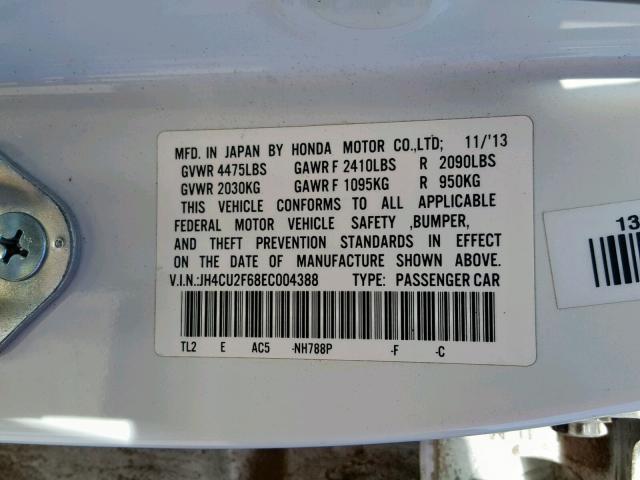 MFD. IN JAPAN BY HONDA MOTOR CO.,LTD; 11/'13
GVWR 4475LBS GAWR F 2410LBS R 2090LBS
GVWR 2030KG GAWR F 1095KG R 950KG
THIS VEHICLE CONFORMS TO ALL APPLICABLE
FEDERAL MOTOR VEHICLE SAFETY ,BUMPER,
AND THEFT PREVENTION STANDARDS IN EFFECT
ON THE DATE OF MANUFACTURE SHOWN ABOVE.
V.I.N.:JH4CU2F68EC004388 TYPE: PASSENGER CAR
TL2 E AC5 -NH788P -F -C
13